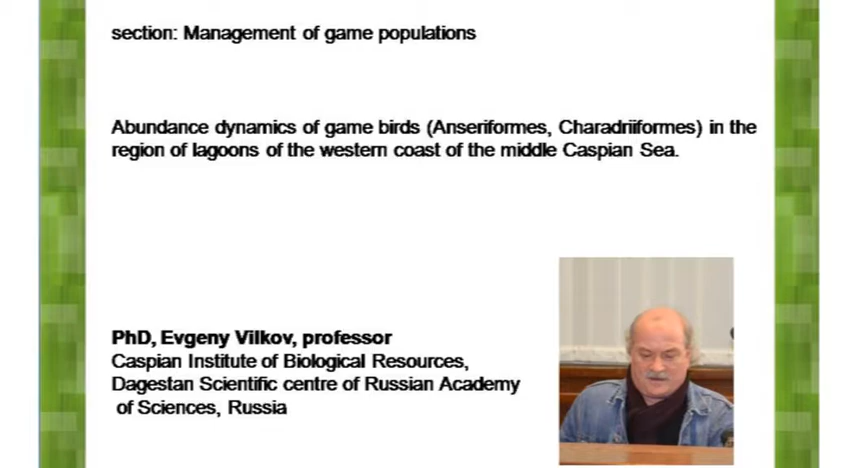 section: Management of game populations
Abundance dynamics of game birds (Anseriformes, Charadriiformes) in the
region of lagoons of the western coast of the middle Caspian Sea.
PhD, Evgeny Vilkov, professor
Caspian Institute of Biological Resources,
Dagestan Scientific centre of Russian Academy
of Sciences, Russia